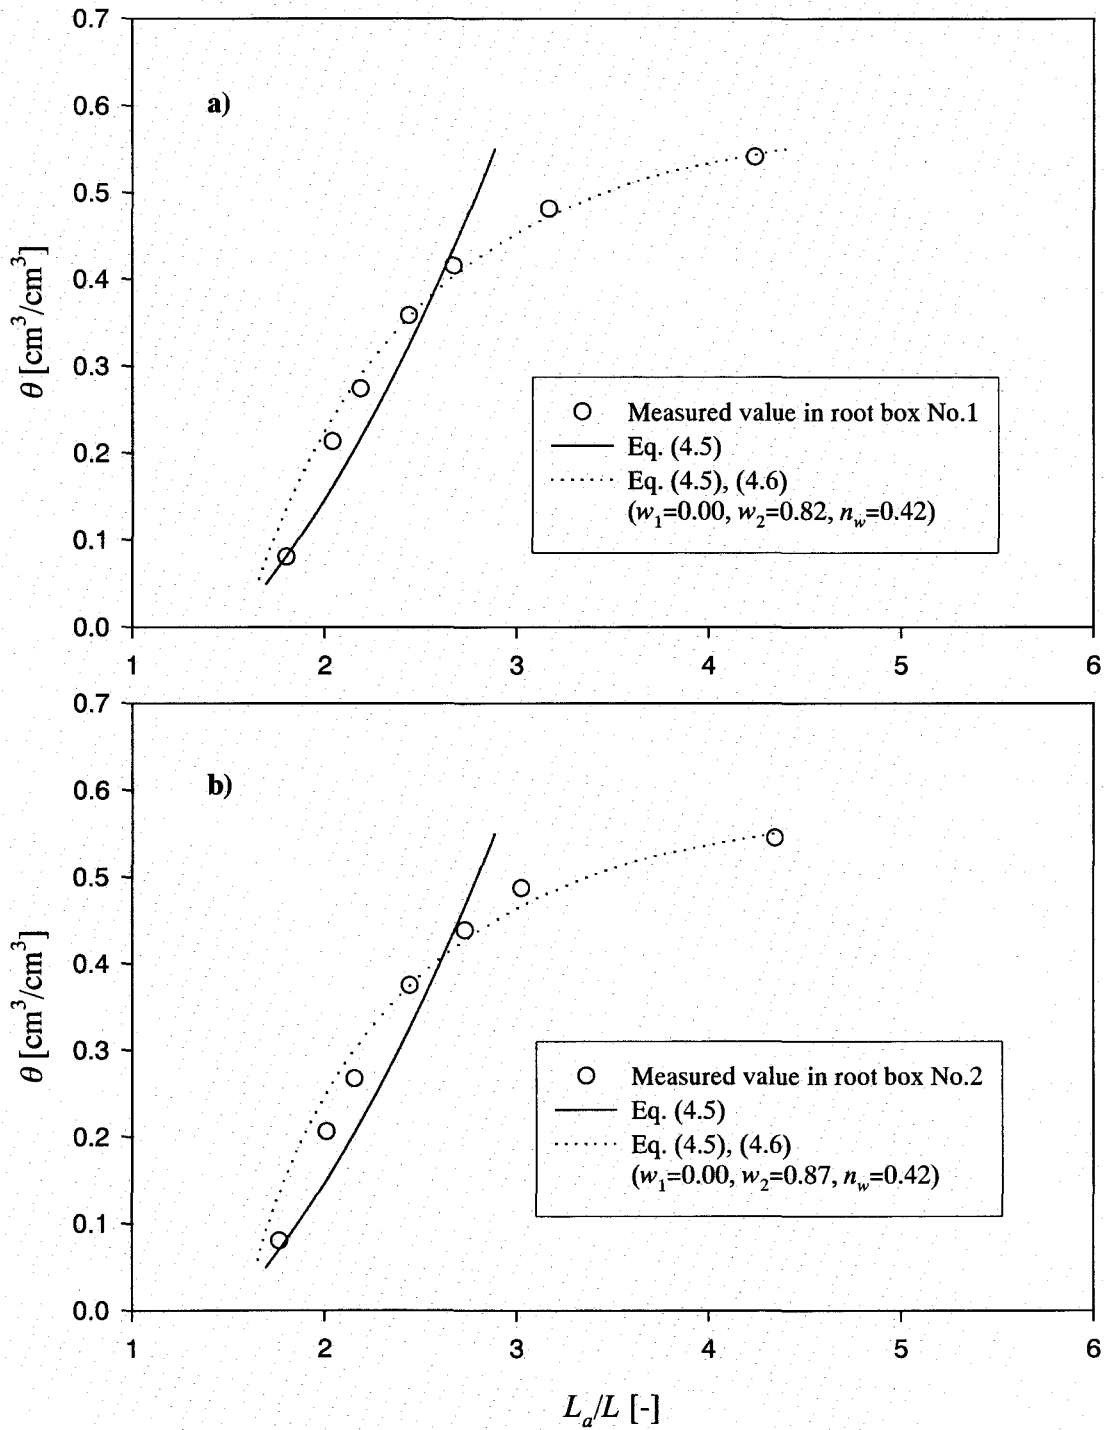 0.7
a)
0.6
0.5
0.4
0.3
0.2
0.1
0.0
θ [cm³/cm³]
Measured value in root box No.1
Eq. (4.5)
Eq. (4.5), (4.6)
(w₁=0.00, w₂=0.82, n_w=0.42)
1 2 3 4 5 6
0.7
b)
0.6
0.5
0.4
0.3
0.2
0.1
0.0
θ [cm³/cm³]
Measured value in root box No.2
Eq. (4.5)
Eq. (4.5), (4.6)
(w₁=0.00, w₂=0.87, n_w=0.42)
1 2 3 4 5 6
Lₐ/L [-]